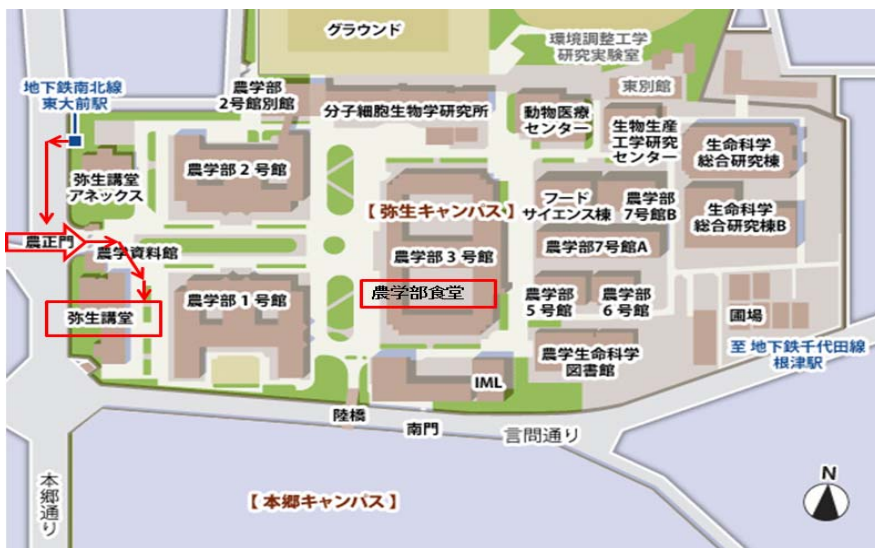 グラウンド
環境調整工学
研究実験室
地下鉄南北線
東大前駅
農学部
2号館別館
分子細胞生物学研究所
動物医療
センター
東別館
生物生産
工学研究
センター
生命科学
総合研究棟
弥生講堂
アネックス
農学部2号館
【弥生キャンパス】
フード
サイエンス棟
農学部
7号館B
生命科学
総合研究棟B
農正門
農学資料館
農学部3号館
農学部7号館A
農学部食堂
弥生講堂
農学部1号館
農学部
5号館
農学部
6号館
圃場
農学生命科学
図書館
至 地下鉄千代田線
根津駅
IML
陸橋
南門
言問通り
本郷通り
【本郷キャンパス】
N